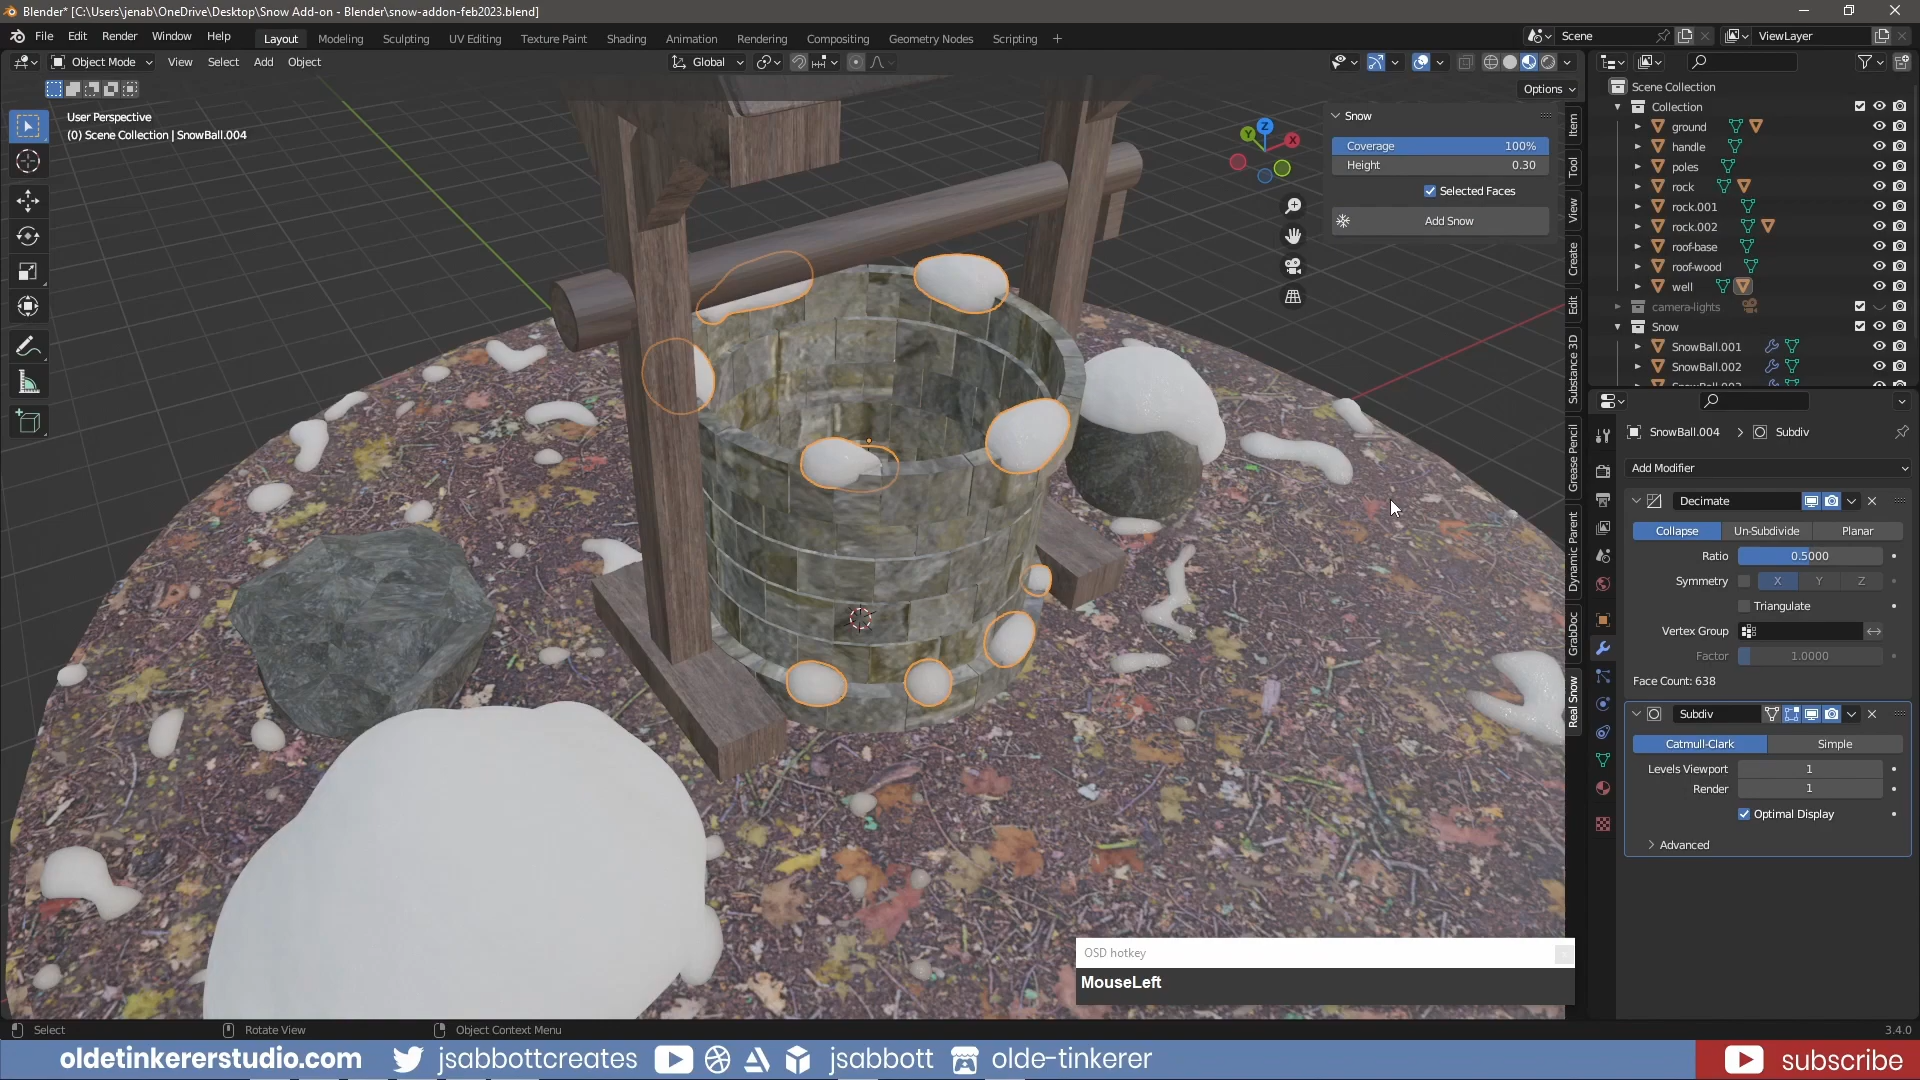 Blender* [C:\Users\jenab\OneDrive\Desktop\Snow Add-on - Blender\snow-addon-feb2023.blend]
File Edit Render Window Help Layout Modeling Sculpting UV Editing Texture Paint Shading Animation Rendering Compositing Geometry Nodes Scripting + Scene ViewLayer
Object Mode View Select Add Object Global
Options
User Perspective
(0) Scene Collection | SnowBall.004
Z
Y
X
Snow
Coverage 100%
Height 0.30
Selected Faces
Add Snow
Item
Tool
View
Create
Edit
Substance 3D
Grease Pencil
Dynamic Parent
GrabDoc
Real Snow
Scene Collection
Collection
ground
handle
poles
rock
rock.001
rock.002
roof-base
roof-wood
well
camera-lights
Snow
SnowBall.001
SnowBall.002
SnowBall.004 > Subdiv
Add Modifier
Decimate
Collapse Un-Subdivide Planar
Ratio 0.5000
Symmetry X Y Z
Triangulate
Vertex Group
Factor 1.0000
Face Count: 638
Subdiv
Catmull-Clark Simple
Levels Viewport 1
Render 1
Optimal Display
Advanced
OSD hotkey
MouseLeft
Select Rotate View Object Context Menu 3.4.0
oldetinkererstudio.com jsabbottcreates jsabbott olde-tinkerer subscribe